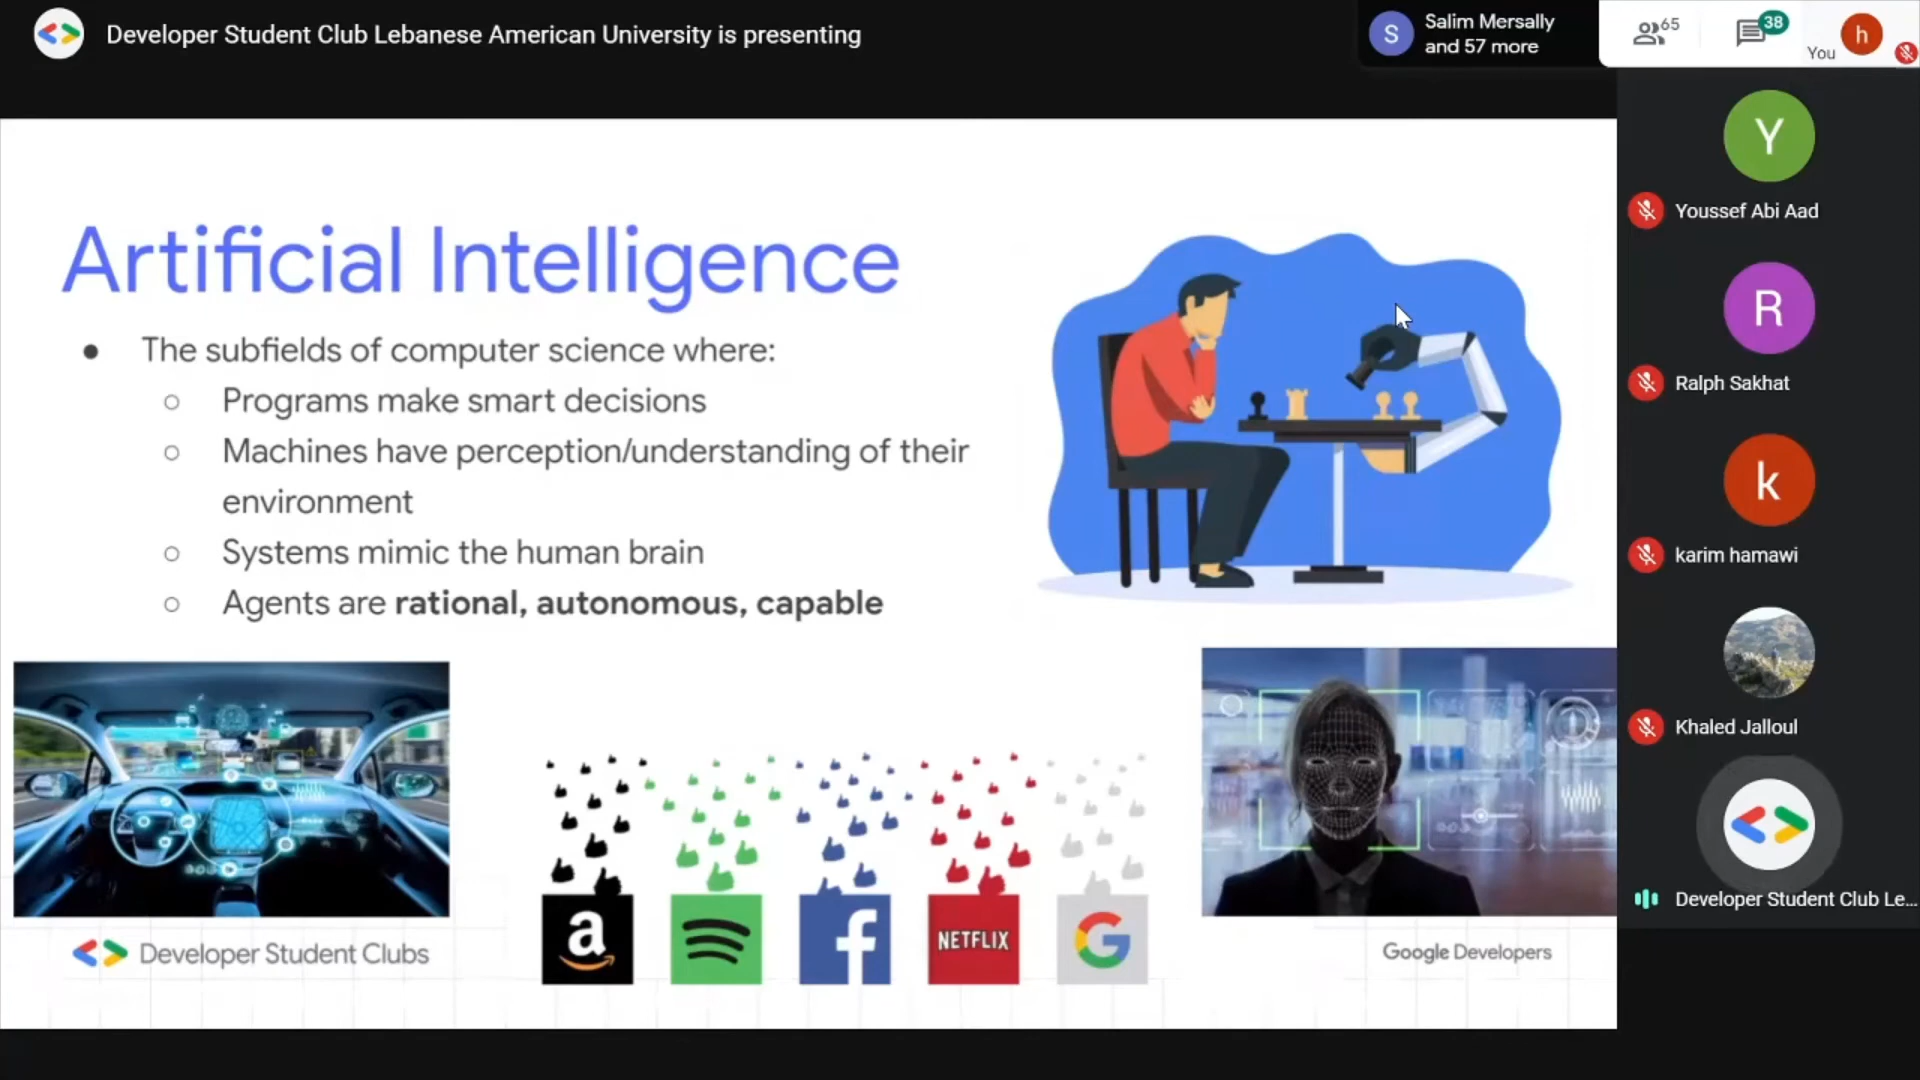 Developer Student Club Lebanese American University is presenting
S
Salim Mersally
and 57 more
65
38
You
h
Artificial Intelligence
The subfields of computer science where:
Programs make smart decisions
Machines have perception/understanding of their
environment
Systems mimic the human brain
Agents are rational, autonomous, capable
a
f
NETFLIX
G
Developer Student Clubs
Google Developers
Y
Youssef Abi Aad
R
Ralph Sakhat
k
karim hamawi
Khaled Jalloul
Developer Student Club Le...